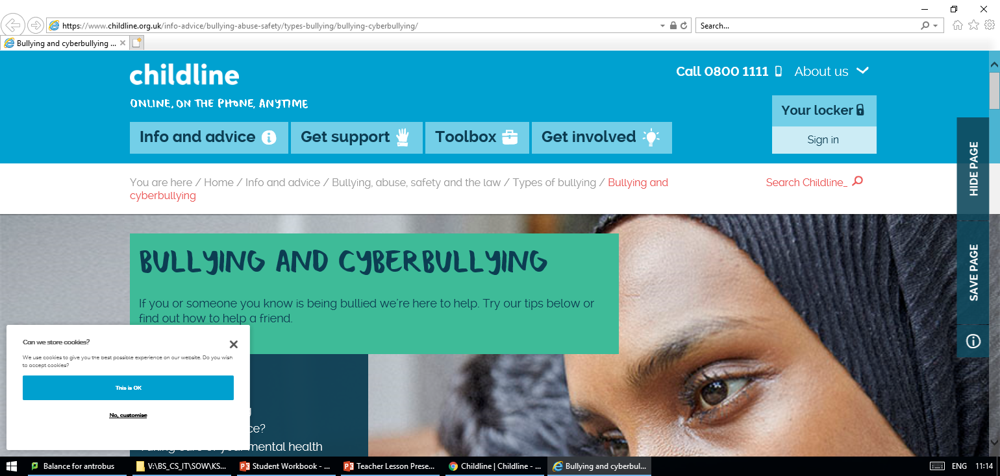 https://www.childline.org.uk/info-advice/bullying-abuse-safety/types-bullying/bullying-cyberbullying/
Search...
Bullying and cyberbullying ...
childline
ONLINE, ON THE PHONE, ANYTIME
Call 0800 1111
About us
Your locker
Sign in
Info and advice
Get support
Toolbox
Get involved
You are here / Home / Info and advice / Bullying, abuse, safety and the law / Types of bullying / Bullying and
cyberbullying
Search Childline_
HIDE PAGE
SAVE PAGE
BULLYING AND CYBERBULLYING
If you or someone you know is being bullied we're here to help. Try our tips below or
find out how to help a friend.
Can we store cookies?
We use cookies to give you the best possible experience on our website. Do you wish
to accept cookies?
This is OK
No, customise
mental health
Balance for antrobus
V:\BS_CS_IT\SOW\KS...
Student Workbook - ...
Teacher Lesson Prese...
Childline | Childline - ...
Bullying and cyberbul...
ENG
11:14